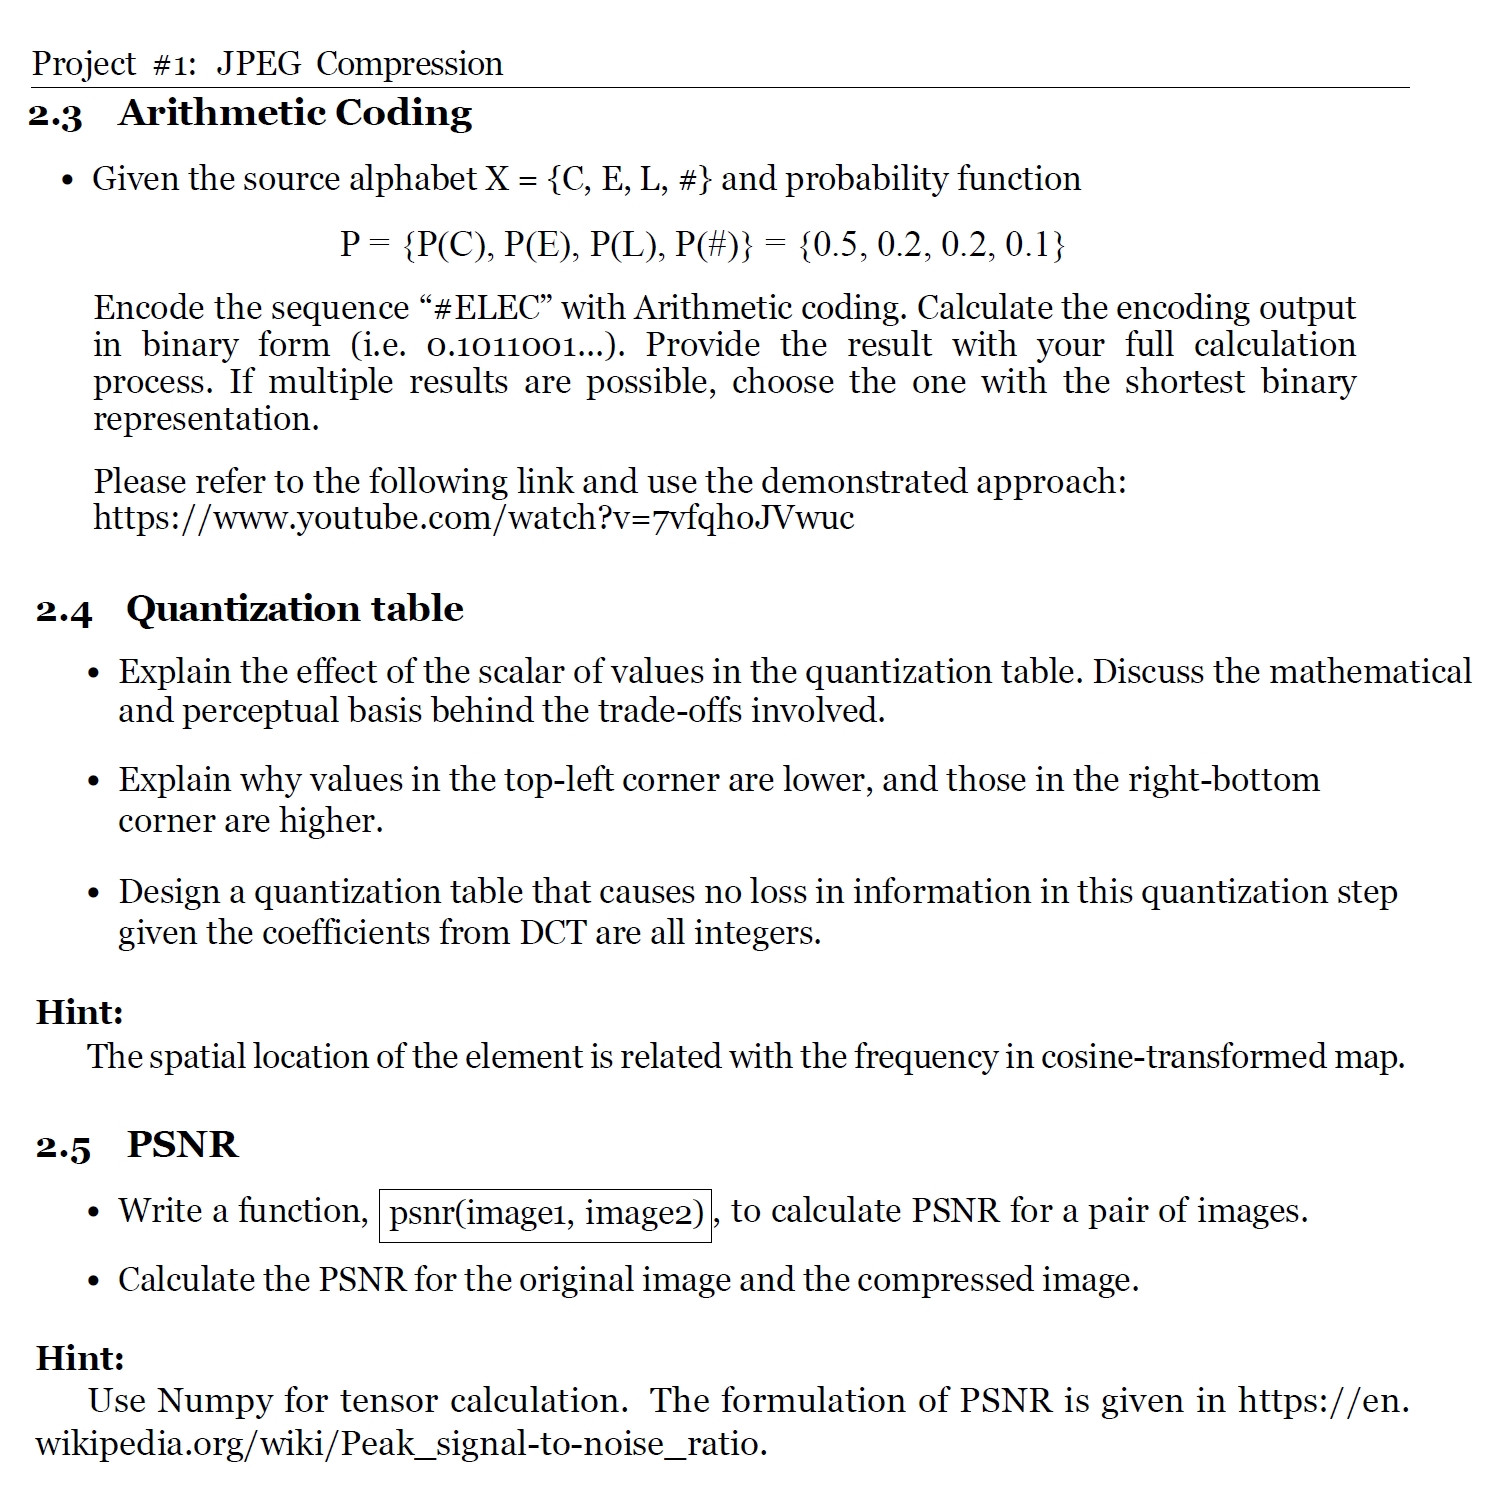 Project #1: JPEG Compression
2.3 Arithmetic Coding
• Given the source alphabet X = {C, E, L, #} and probability function
P = {P(C), P(E), P(L), P(#)} = {0.5, 0.2, 0.2, 0.1}
Encode the sequence “#ELEC” with Arithmetic coding. Calculate the encoding output
in binary form (i.e. 0.1011001...). Provide the result with your full calculation
process. If multiple results are possible, choose the one with the shortest binary
representation.
Please refer to the following link and use the demonstrated approach:
https://www.youtube.com/watch?v=7vfqhoJVwuc
2.4 Quantization table
• Explain the effect of the scalar of values in the quantization table. Discuss the mathematical
and perceptual basis behind the trade-offs involved.
• Explain why values in the top-left corner are lower, and those in the right-bottom
corner are higher.
• Design a quantization table that causes no loss in information in this quantization step
given the coefficients from DCT are all integers.
Hint:
The spatial location of the element is related with the frequency in cosine-transformed map.
2.5 PSNR
• Write a function, psnr(image1, image2), to calculate PSNR for a pair of images.
• Calculate the PSNR for the original image and the compressed image.
Hint:
Use Numpy for tensor calculation. The formulation of PSNR is given in https://en.
wikipedia.org/wiki/Peak_signal-to-noise_ratio.